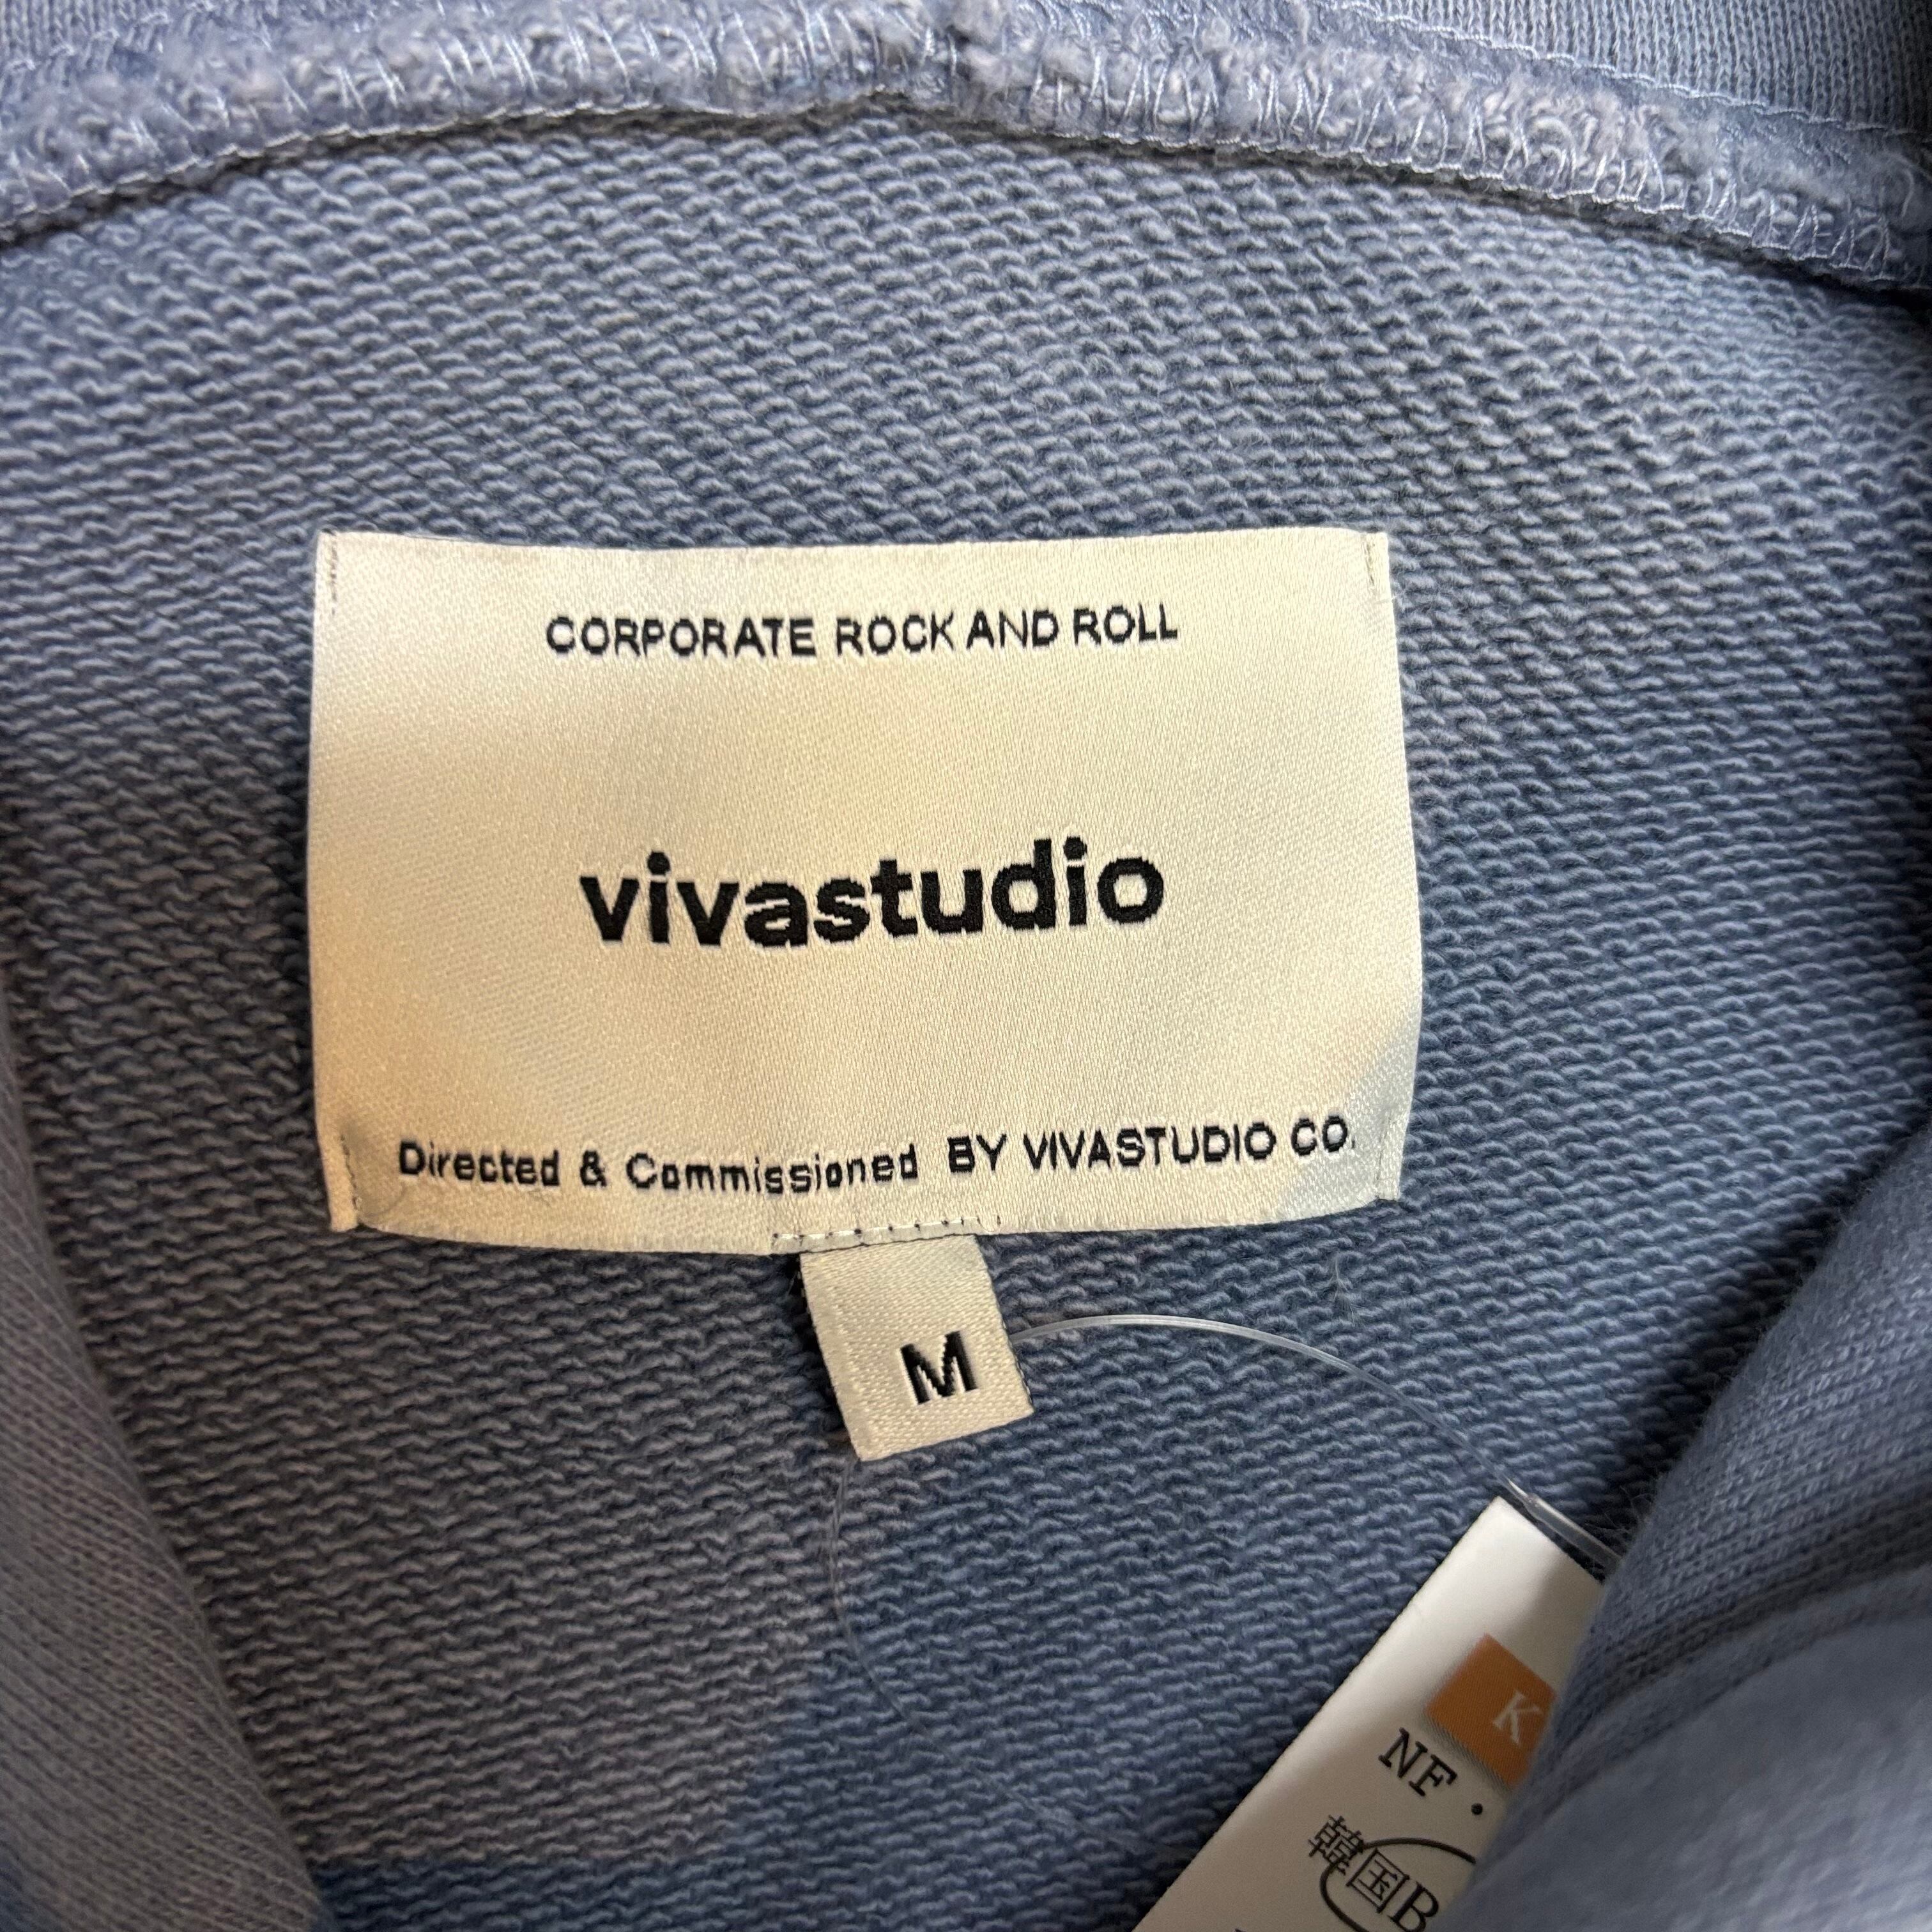 CORPORATE ROCK AND ROLL
vivastudio
Directed & Commissioned BY VIVASTUDIO CO.
M
K
NF.
韓国B